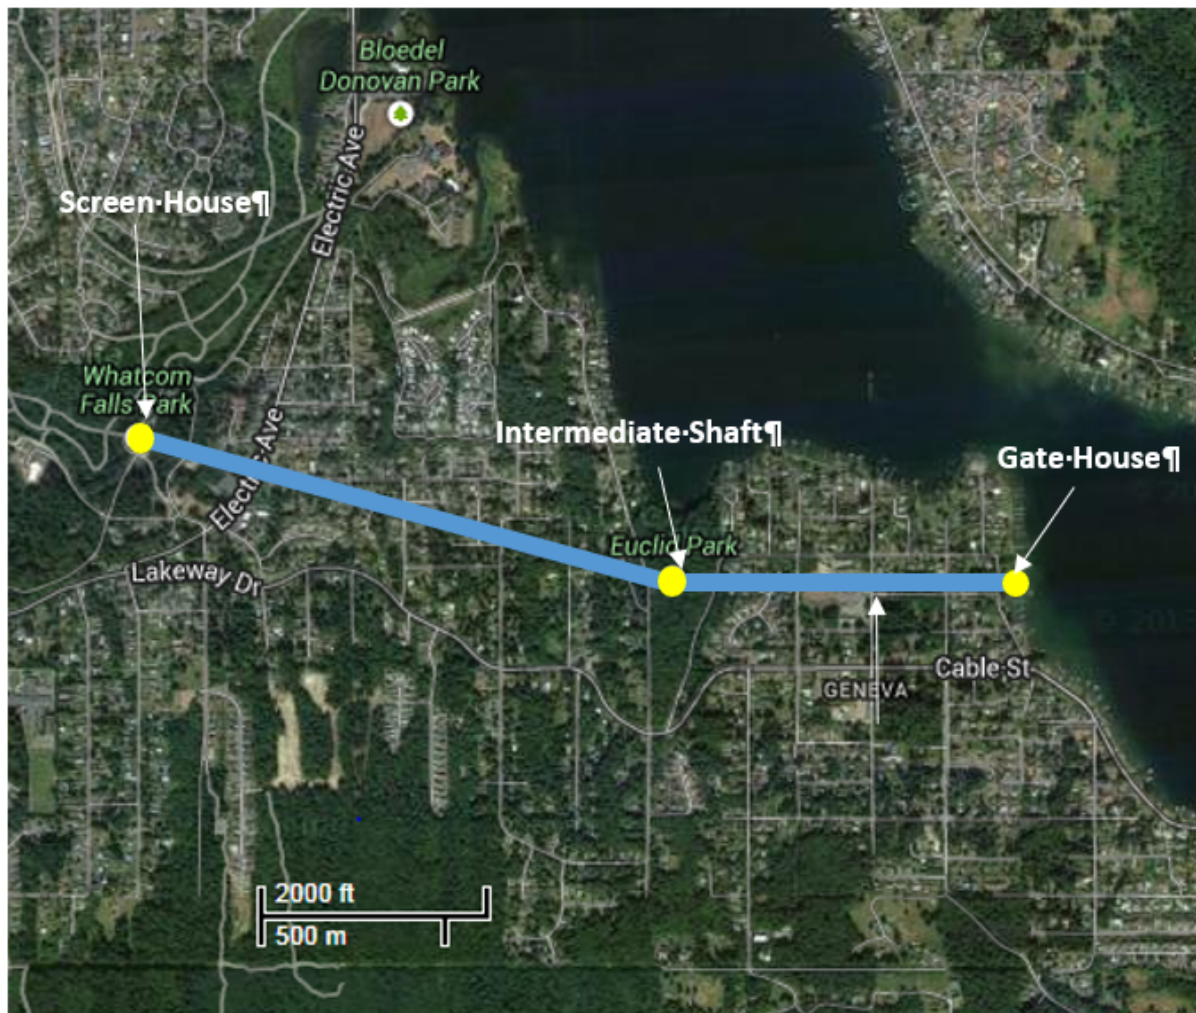 Bloedel
Donovan Park
Electric Ave
Screen·House¶
Whatcom
Falls Park
Electric Ave
Intermediate·Shaft¶
Gate·House¶
Euclid Park
Lakeway Dr
Cable St
GENEVA
2000 ft
500 m